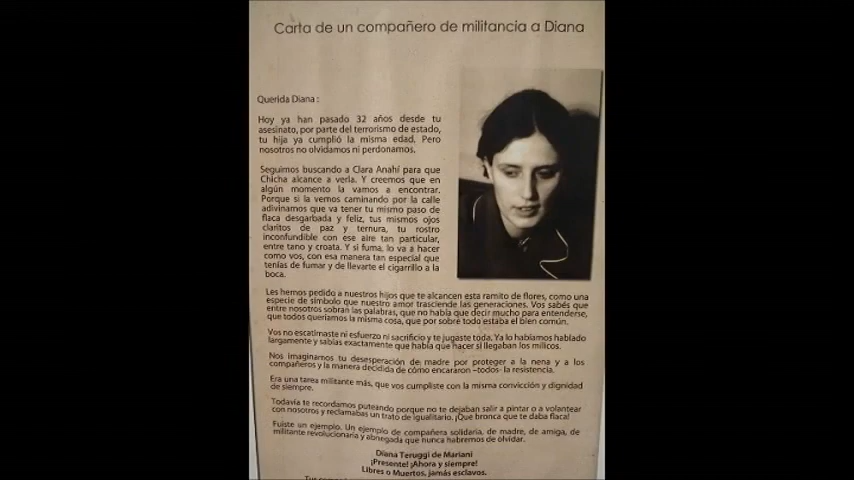 Carta de un compañero de militancia a Diana
Querida Diana :
Hoy ya han pasado 32 años desde tu
asesinato, por parte del terrorismo de estado,
tu hija ya cumplió la misma edad. Pero
nosotros no olvidamos ni perdonamos.
Seguimos buscando a Clara Anahí para que
Chicha alcance a verla. Y creemos que en
algún momento la vamos a encontrar.
Porque si la vemos caminando por la calle
adivinamos que va tener tu mismo paso de
flaca desgarbada y feliz, tus mismos ojos
claritos de paz y ternura, tu rostro
inconfundible con ese aire tan particular,
entre tano y croata. Y si fuma, lo va a hacer
como vos, con esa manera tan especial que
tenías de fumar y de llevarte el cigarrillo a la
boca.
Les hemos pedido a nuestros hijos que te alcancen esta ramito de flores, como una
especie de símbolo que nuestro amor trasciende las generaciones. Vos sabés que
entre nosotros sobran las palabras, que no había que decir mucho para entenderse,
que todos queríamos la misma cosa, que por sobre todo estaba el bien común.
Vos no escatimaste ni esfuerzo ni sacrificio y te jugaste toda. Ya lo habíamos hablado
largamente y sabías exactamente que había que hacer si llegaban los milicos.
Nos imaginamos tu desesperación de madre por proteger a la nena y a los
compañeros y la manera decidida de cómo encararon –todos- la resistencia.
Era una tarea militante más, que vos cumpliste con la misma convicción y dignidad
de siempre.
Todavía te recordamos puteando porque no te dejaban salir a pintar o a volantear
con nosotros y reclamabas un trato de igualitario. ¡Que bronca que te daba flaca!
Fuiste un ejemplo. Un ejemplo de compañera solidaria, de madre, de amiga, de
militante revolucionaria y abnegada que nunca habremos de olvidar.
Diana Teruggi de Mariani
¡Presente! ¡Ahora y siempre!
Libres o Muertos, jamás esclavos.